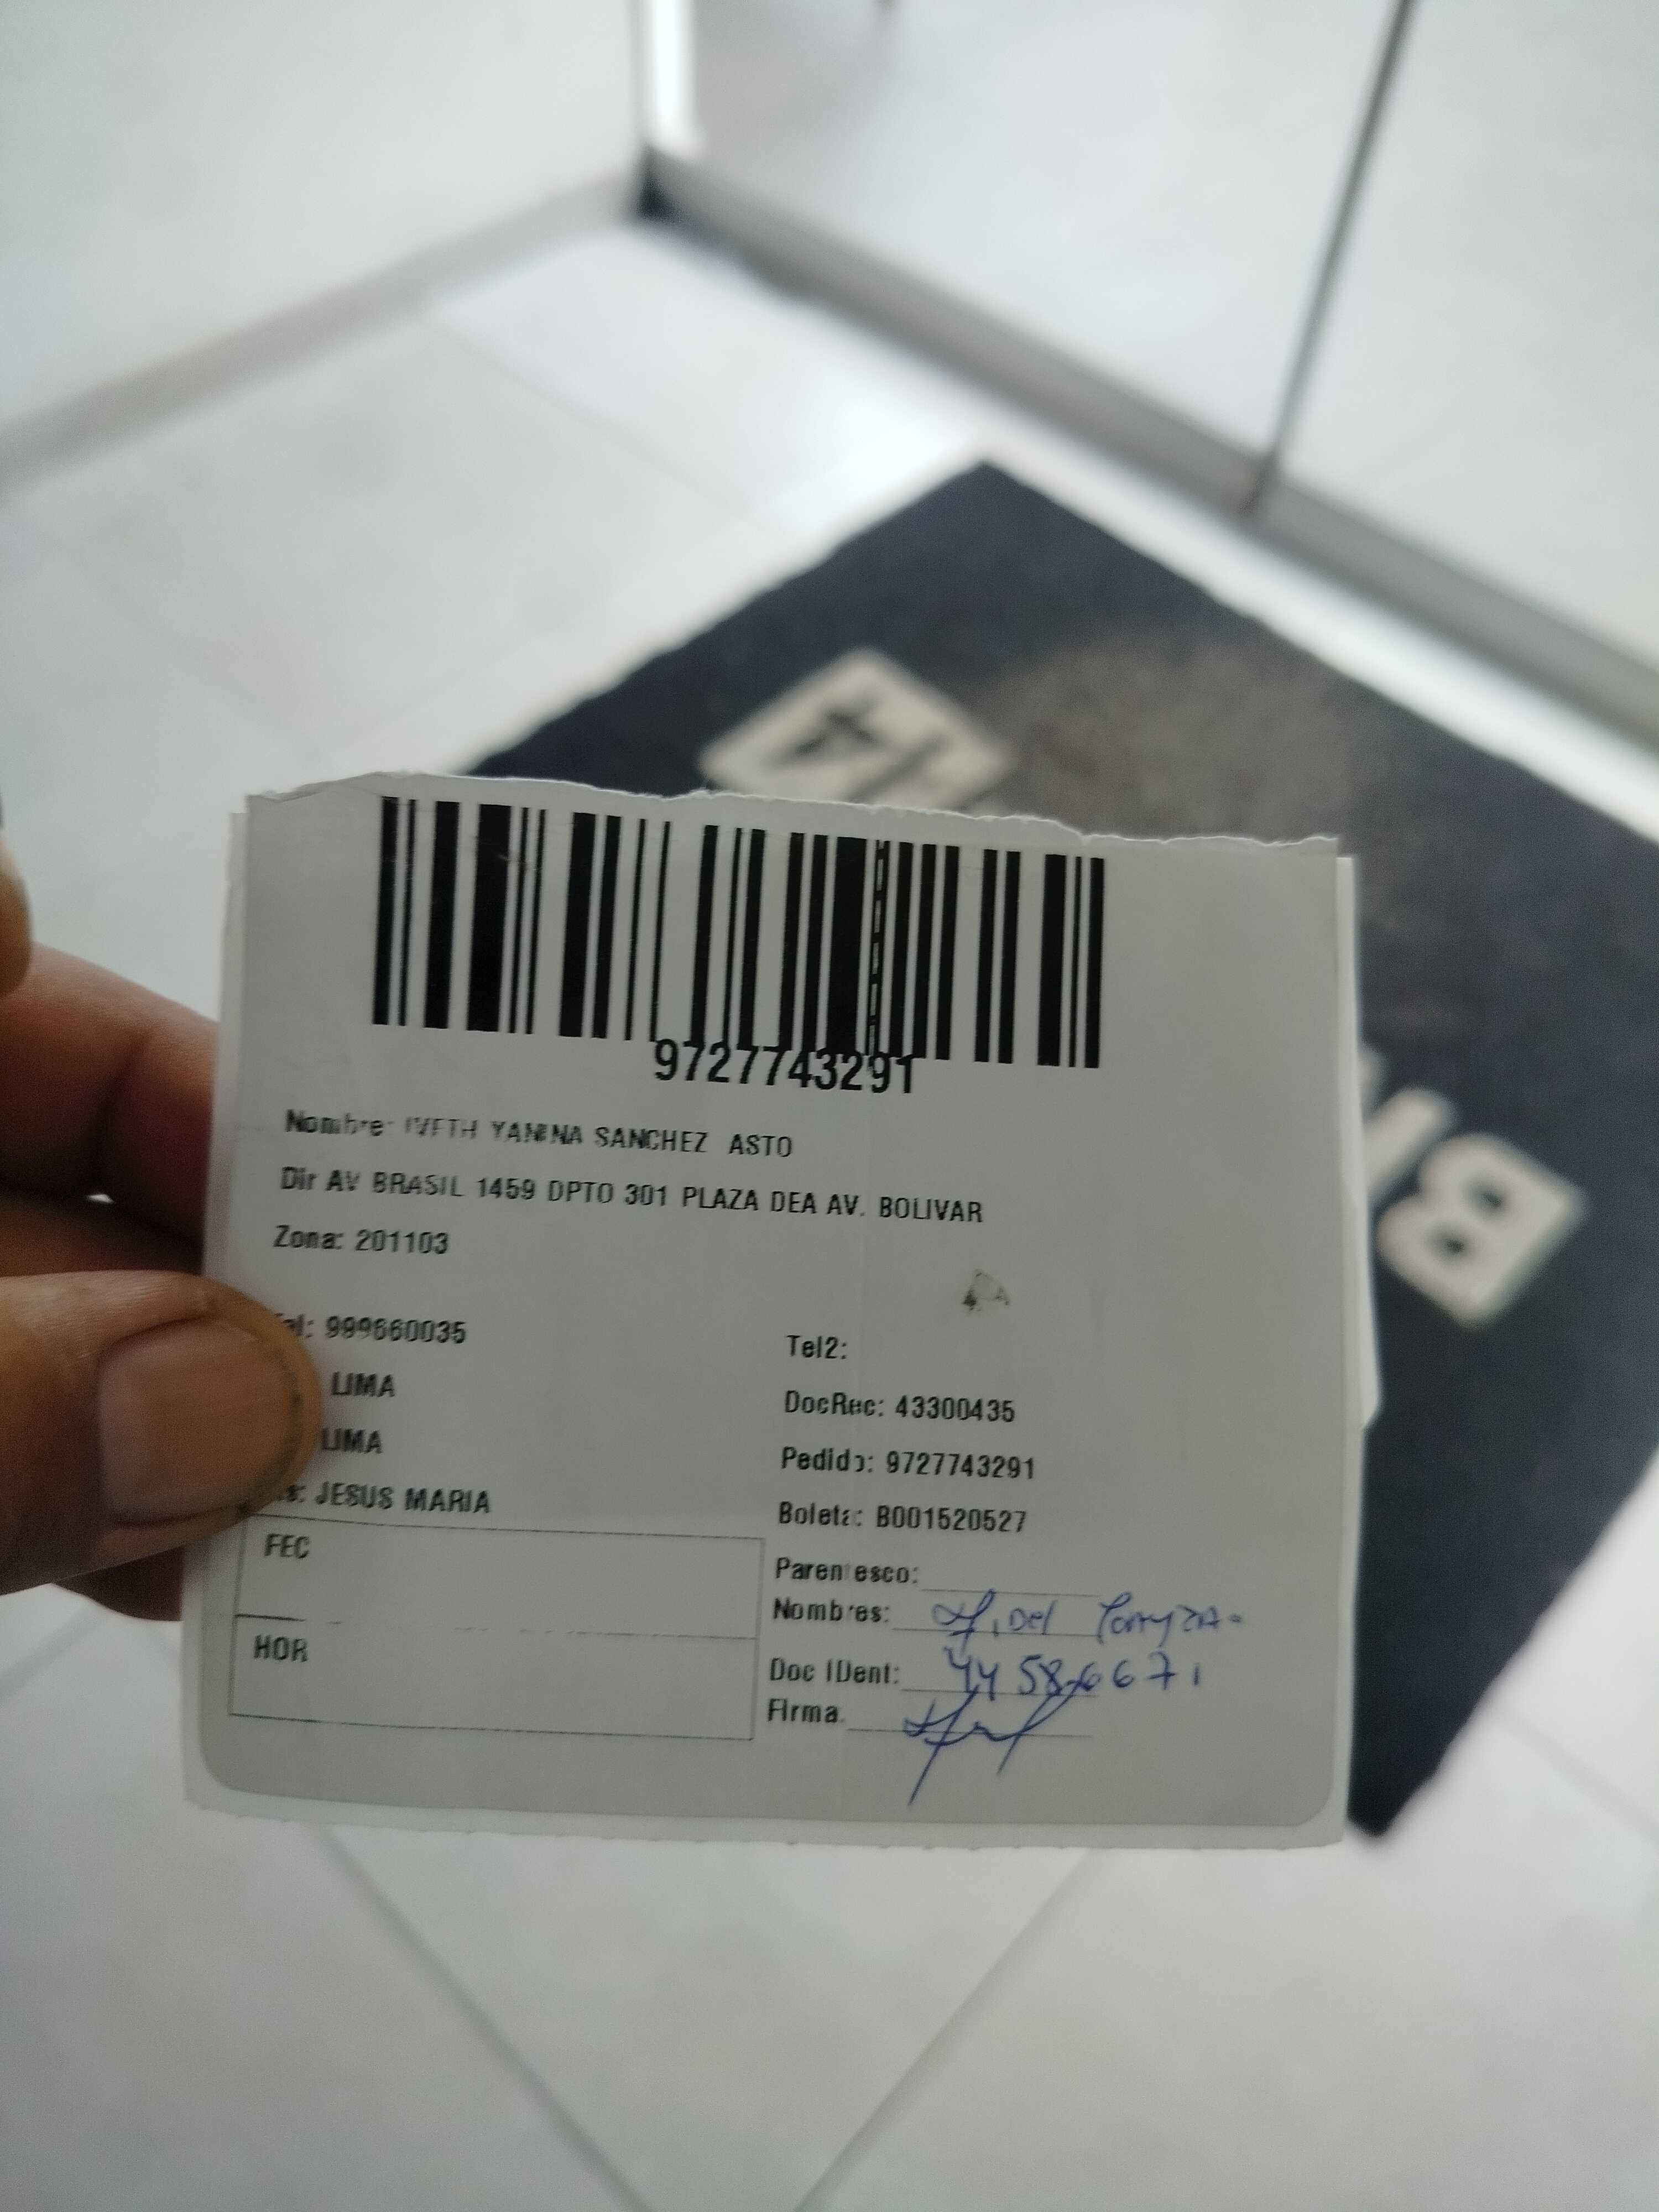 9727743291
Nombre: IVETH YANINA SANCHEZ ASTO
Dir AV BRASIL 1459 DPTO 301 PLAZA DEA AV. BOLIVAR
Zona: 201103
Tel: 999660035
Tel2:
LIMA
DocRec: 43300435
LIMA
Pedido: 9727743291
JESUS MARIA
Boleta: B001520527
FEC
Parentesco:
Nombres:
HOR
Doc IDent: 44586671
Firma